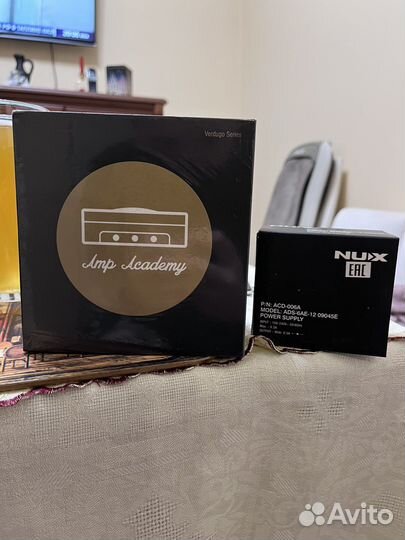 Verdugo Series
Amp Academy
NUX
EAC
P/N: ACD-006A
MODEL: ADS-6AE-12 09045E
POWER SUPPLY
Avito